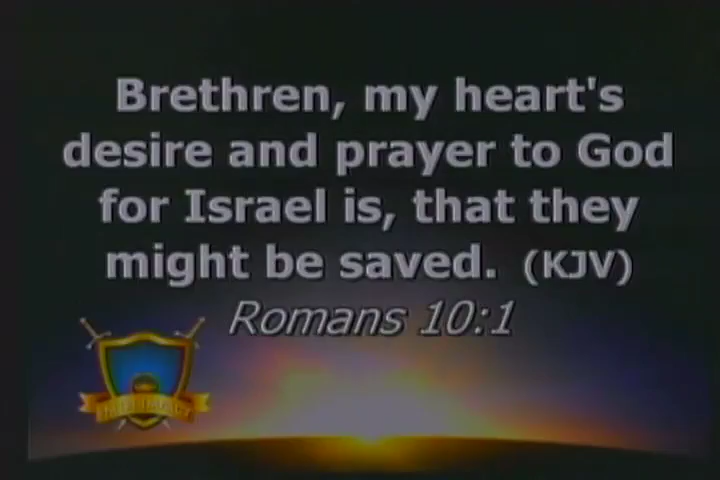 Brethren, my heart's
desire and prayer to God
for Israel is, that they
might be saved. (KJV)
Romans 10:1